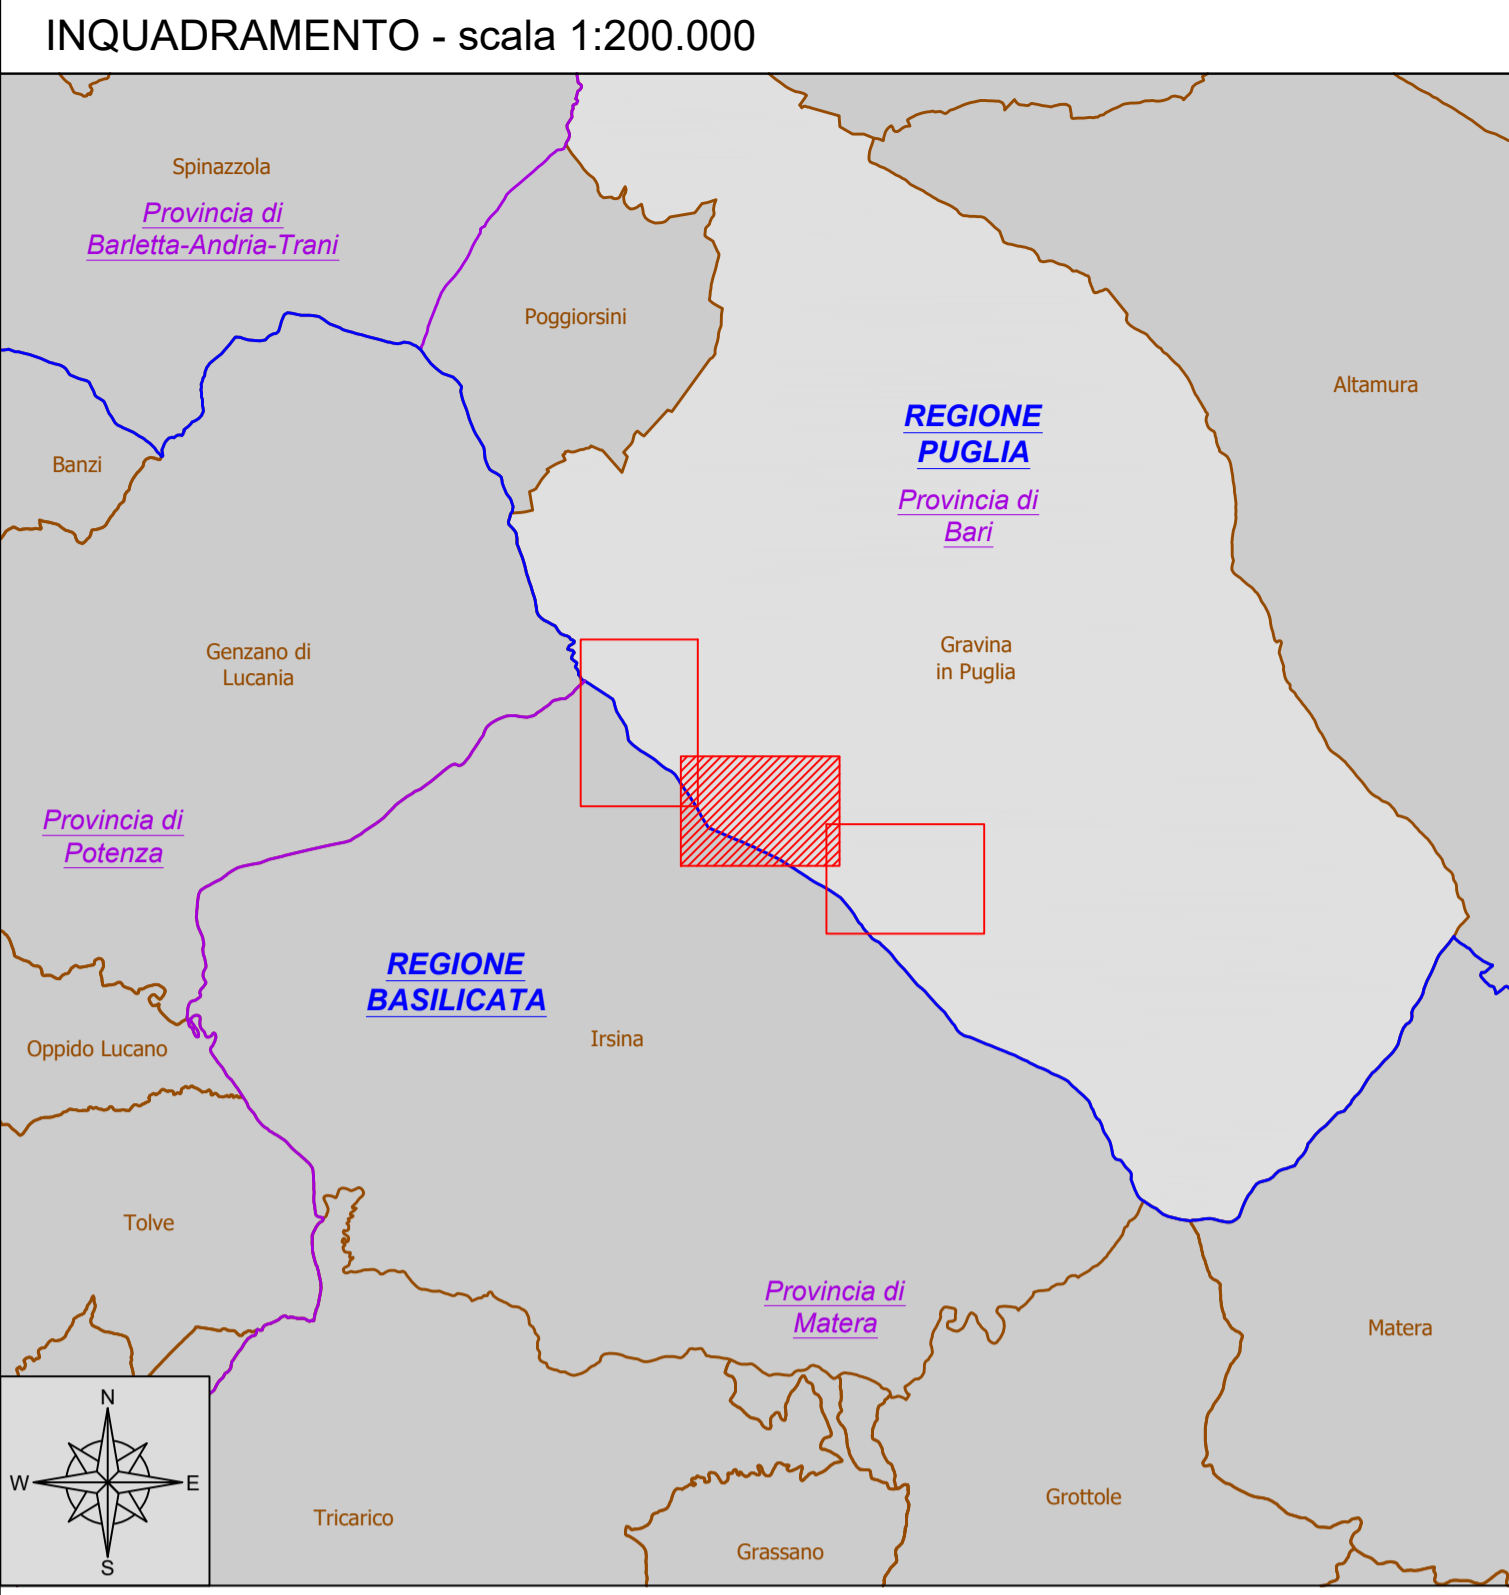 INQUADRAMENTO - scala 1:200.000
Spinazzola
Provincia di
Barletta-Andria-Trani
Poggiorsini
Altamura
REGIONE
PUGLIA
Banzi
Provincia di
Bari
Genzano di
Lucania
Gravina
in Puglia
Provincia di
Potenza
REGIONE
BASILICATA
Oppido Lucano
Irsina
Tolve
Provincia di
Matera
Matera
N
W
E
S
Tricarico
Grottole
Grassano